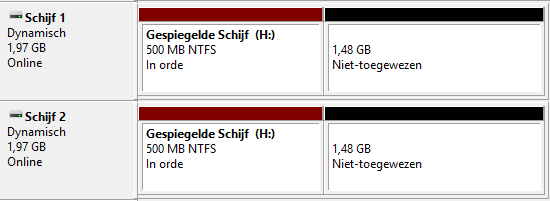 Schijf 1
Dynamisch
1,97 GB
Online
Gespiegelde Schijf (H:)
500 MB NTFS
In orde
1,48 GB
Niet-toegewezen
Schijf 2
Dynamisch
1,97 GB
Online
Gespiegelde Schijf (H:)
500 MB NTFS
In orde
1,48 GB
Niet-toegewezen